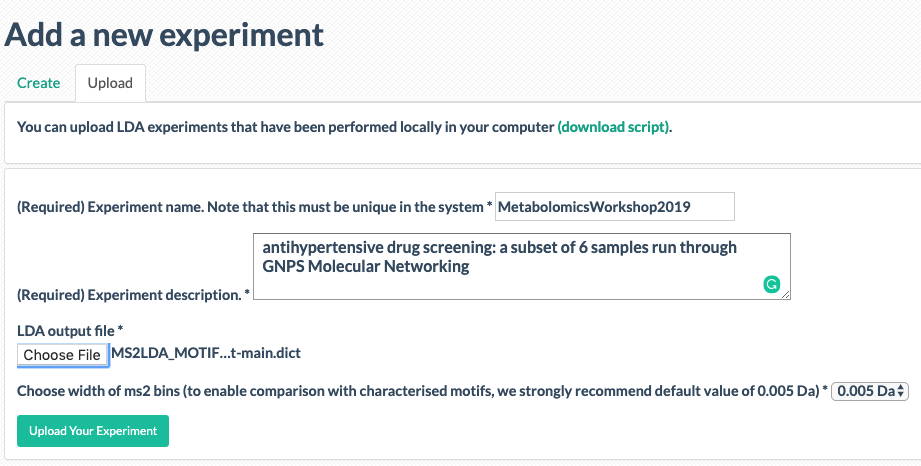 Add a new experiment
Create Upload
You can upload LDA experiments that have been performed locally in your computer (download script).
(Required) Experiment name. Note that this must be unique in the system * MetabolomicsWorkshop2019
antihypertensive drug screening: a subset of 6 samples run through
GNPS Molecular Networking
(Required) Experiment description. *
LDA output file *
Choose File MS2LDA_MOTIF...t-main.dict
Choose width of ms2 bins (to enable comparison with characterised motifs, we strongly recommend default value of 0.005 Da) * 0.005 Da
Upload Your Experiment